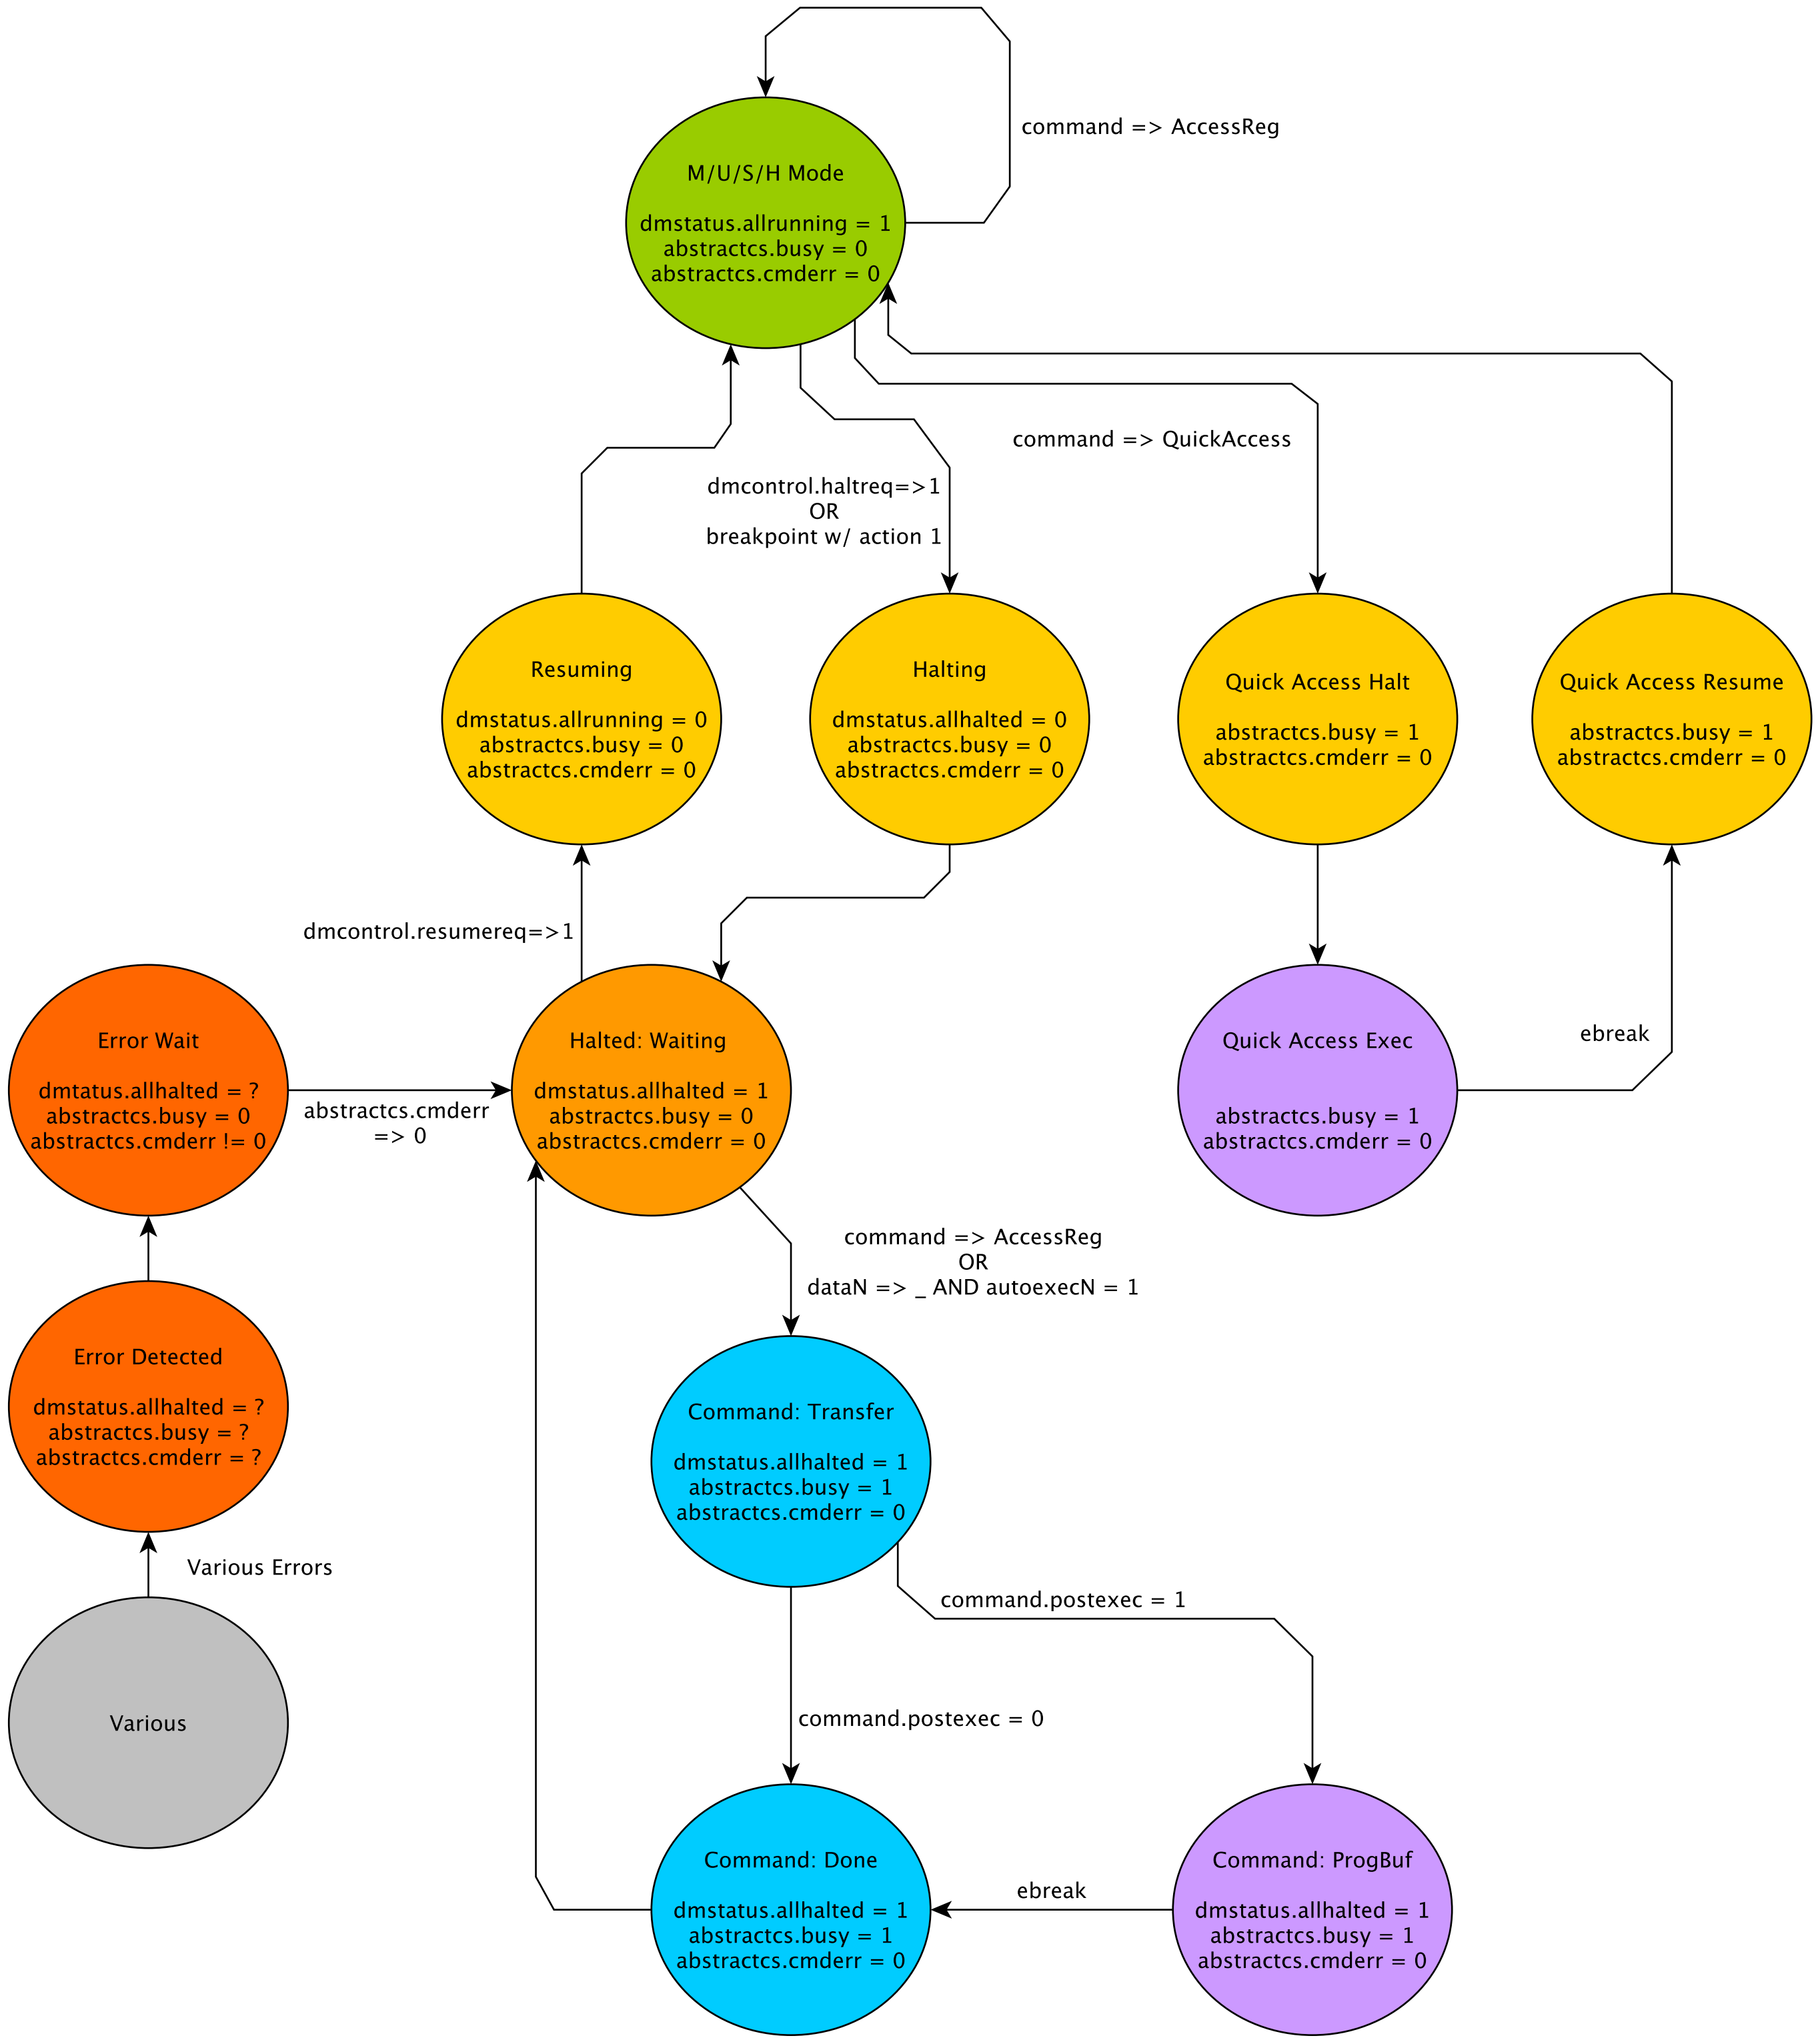 command => AccessReg
M/U/S/H Mode
dmstatus.allrunning = 1
abstractcs.busy = 0
abstractcs.cmderr = 0
command => QuickAccess
dmcontrol.haltreq=>1
OR
breakpoint w/ action 1
Resuming
dmstatus.allrunning = 0
abstractcs.busy = 0
abstractcs.cmderr = 0
Halting
dmstatus.allhalted = 0
abstractcs.busy = 0
abstractcs.cmderr = 0
Quick Access Halt
abstractcs.busy = 1
abstractcs.cmderr = 0
Quick Access Resume
abstractcs.busy = 1
abstractcs.cmderr = 0
dmcontrol.resumereq=>1
Error Wait
dmtatus.allhalted = ?
abstractcs.busy = 0
abstractcs.cmderr != 0
abstractcs.cmderr
=> 0
Halted: Waiting
dmstatus.allhalted = 1
abstractcs.busy = 0
abstractcs.cmderr = 0
Quick Access Exec
abstractcs.busy = 1
abstractcs.cmderr = 0
ebreak
command => AccessReg
OR
dataN => _ AND autoexecN = 1
Error Detected
dmstatus.allhalted = ?
abstractcs.busy = ?
abstractcs.cmderr = ?
Command: Transfer
dmstatus.allhalted = 1
abstractcs.busy = 1
abstractcs.cmderr = 0
Various Errors
command.postexec = 1
Various
command.postexec = 0
Command: Done
dmstatus.allhalted = 1
abstractcs.busy = 1
abstractcs.cmderr = 0
ebreak
Command: ProgBuf
dmstatus.allhalted = 1
abstractcs.busy = 1
abstractcs.cmderr = 0